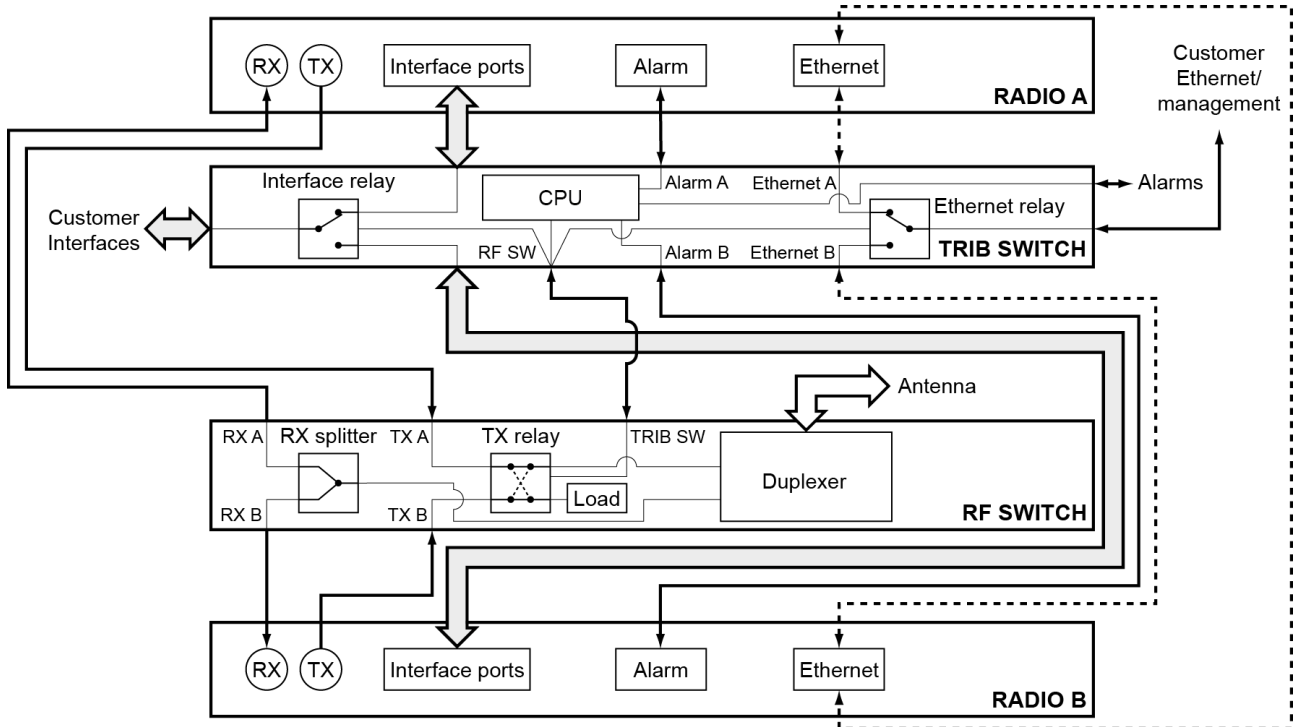 RX
TX
Interface ports
Alarm
Ethernet
RADIO A
Customer
Ethernet/
management
Interface relay
CPU
Alarm A
Ethernet A
Alarms
Customer
Interfaces
Ethernet relay
RF SW
Alarm B
Ethernet B
TRIB SWITCH
Antenna
RX A
RX splitter
TX A
TX relay
TRIB SW
Duplexer
Load
RX B
TX B
RF SWITCH
RX
TX
Interface ports
Alarm
Ethernet
RADIO B